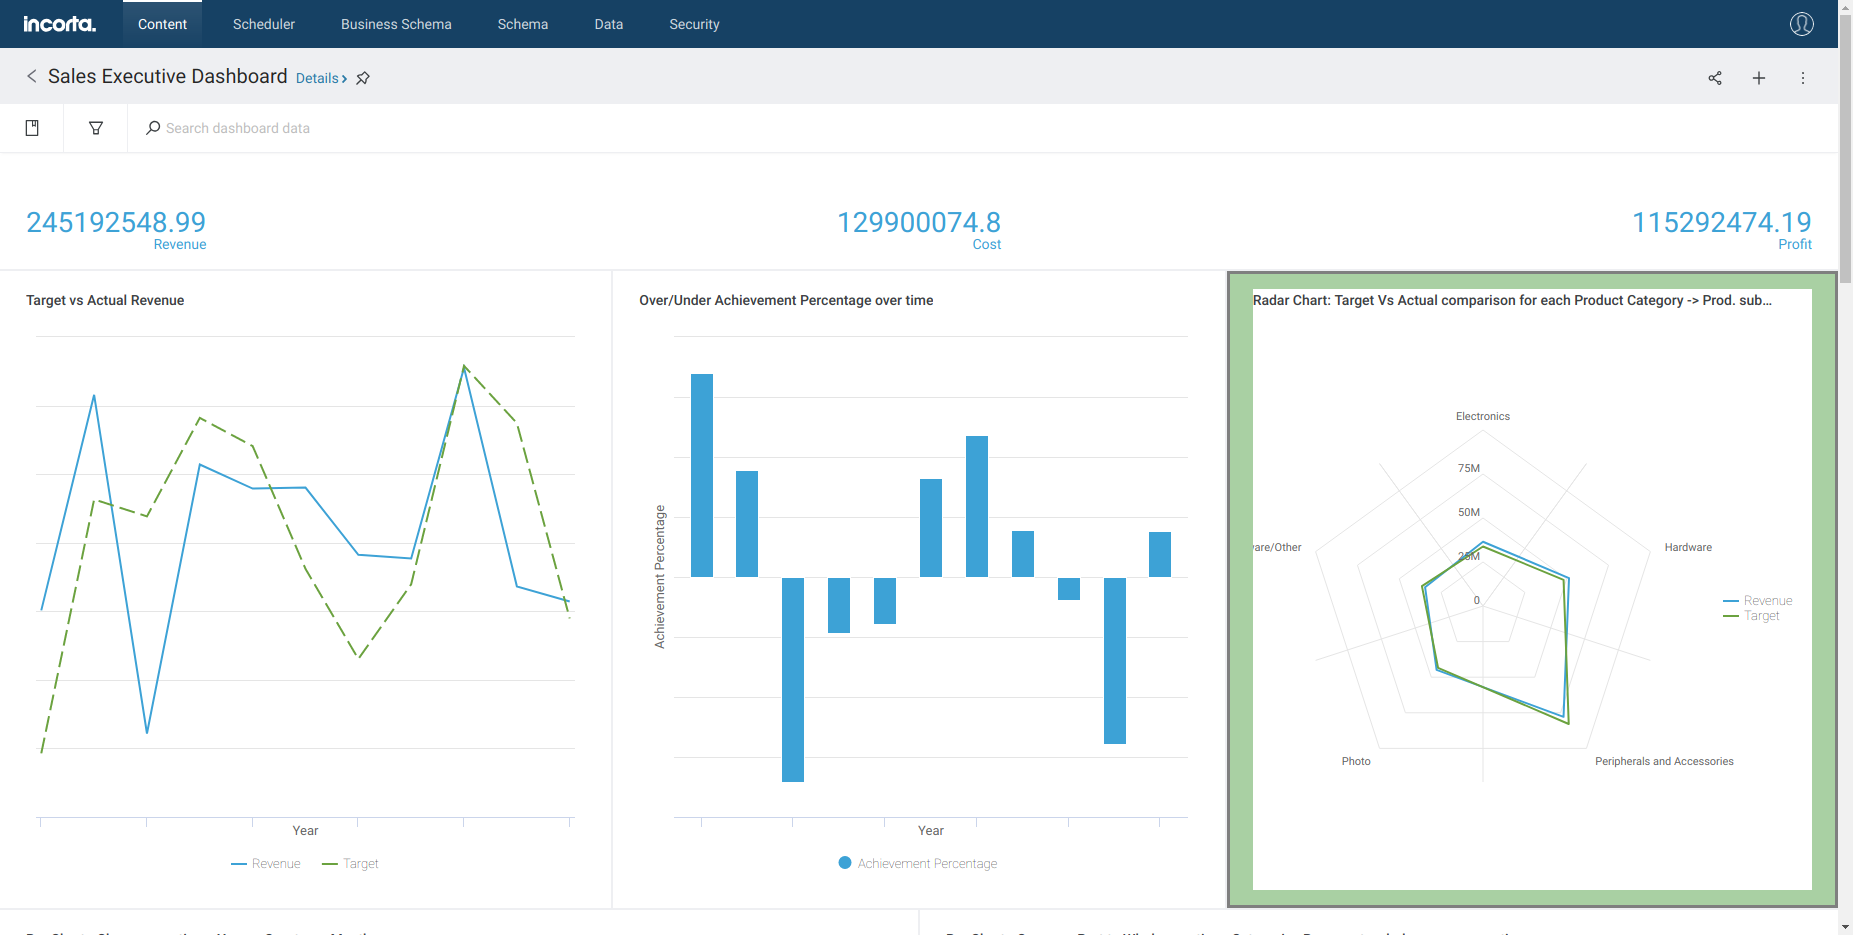 incorta.
Content
Scheduler
Business Schema
Schema
Data
Security
Sales Executive Dashboard
Details ›
Search dashboard data
245192548.99
Revenue
129900074.8
Cost
115292474.19
Profit
Target vs Actual Revenue
Year
Revenue
Target
Over/Under Achievement Percentage over time
Achievement Percentage
Year
Achievement Percentage
Radar Chart: Target Vs Actual comparison for each Product Category -> Prod. sub...
Electronics
75M
50M
25M
0
are/Other
Hardware
Photo
Peripherals and Accessories
Revenue
Target